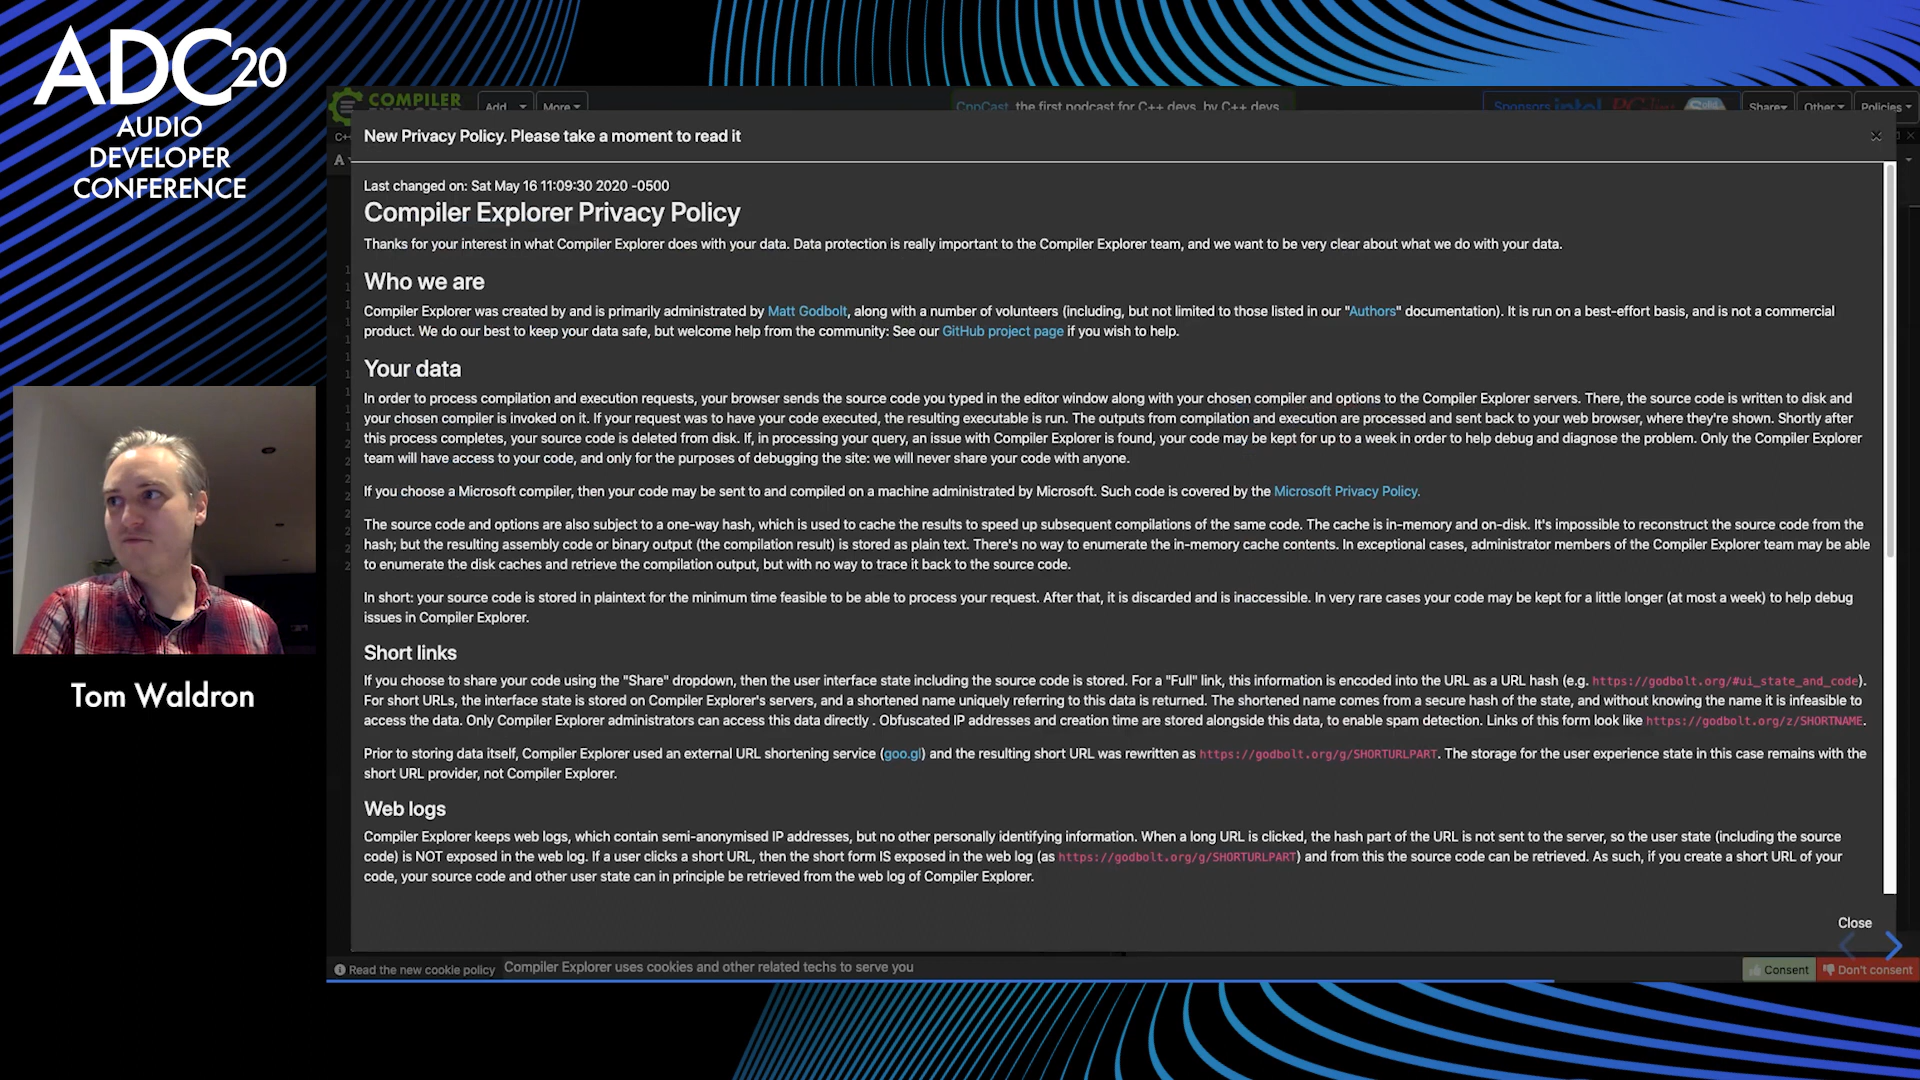 ADC20
AUDIO
DEVELOPER
CONFERENCE
COMPILER
Add
More
CppCast, the first podcast for C++ devs, by C++ devs
Sponsors intel PC-lint Solid
Share
Other
Policies
C++
A
New Privacy Policy. Please take a moment to read it
Last changed on: Sat May 16 11:09:30 2020 -0500
Compiler Explorer Privacy Policy
Thanks for your interest in what Compiler Explorer does with your data. Data protection is really important to the Compiler Explorer team, and we want to be very clear about what we do with your data.
Who we are
Compiler Explorer was created by and is primarily administrated by Matt Godbolt, along with a number of volunteers (including, but not limited to those listed in our "Authors" documentation). It is run on a best-effort basis, and is not a commercial
product. We do our best to keep your data safe, but welcome help from the community: See our GitHub project page if you wish to help.
Your data
In order to process compilation and execution requests, your browser sends the source code you typed in the editor window along with your chosen compiler and options to the Compiler Explorer servers. There, the source code is written to disk and
your chosen compiler is invoked on it. If your request was to have your code executed, the resulting executable is run. The outputs from compilation and execution are processed and sent back to your web browser, where they're shown. Shortly after
this process completes, your source code is deleted from disk. If, in processing your query, an issue with Compiler Explorer is found, your code may be kept for up to a week in order to help debug and diagnose the problem. Only the Compiler Explorer
team will have access to your code, and only for the purposes of debugging the site: we will never share your code with anyone.
If you choose a Microsoft compiler, then your code may be sent to and compiled on a machine administrated by Microsoft. Such code is covered by the Microsoft Privacy Policy.
The source code and options are also subject to a one-way hash, which is used to cache the results to speed up subsequent compilations of the same code. The cache is in-memory and on-disk. It's impossible to reconstruct the source code from the
hash; but the resulting assembly code or binary output (the compilation result) is stored as plain text. There's no way to enumerate the in-memory cache contents. In exceptional cases, administrator members of the Compiler Explorer team may be able
to enumerate the disk caches and retrieve the compilation output, but with no way to trace it back to the source code.
In short: your source code is stored in plaintext for the minimum time feasible to be able to process your request. After that, it is discarded and is inaccessible. In very rare cases your code may be kept for a little longer (at most a week) to help debug
issues in Compiler Explorer.
Short links
If you choose to share your code using the "Share" dropdown, then the user interface state including the source code is stored. For a "Full" link, this information is encoded into the URL as a URL hash (e.g. https://godbolt.org/#ui_state_and_code).
For short URLs, the interface state is stored on Compiler Explorer's servers, and a shortened name uniquely referring to this data is returned. The shortened name comes from a secure hash of the state, and without knowing the name it is infeasible to
access the data. Only Compiler Explorer administrators can access this data directly . Obfuscated IP addresses and creation time are stored alongside this data, to enable spam detection. Links of this form look like https://godbolt.org/z/SHORTNAME.
Prior to storing data itself, Compiler Explorer used an external URL shortening service (goo.gl) and the resulting short URL was rewritten as https://godbolt.org/g/SHORTURLPART. The storage for the user experience state in this case remains with the
short URL provider, not Compiler Explorer.
Web logs
Compiler Explorer keeps web logs, which contain semi-anonymised IP addresses, but no other personally identifying information. When a long URL is clicked, the hash part of the URL is not sent to the server, so the user state (including the source
code) is NOT exposed in the web log. If a user clicks a short URL, then the short form IS exposed in the web log (as https://godbolt.org/g/SHORTURLPART) and from this the source code can be retrieved. As such, if you create a short URL of your
code, your source code and other user state can in principle be retrieved from the web log of Compiler Explorer.
Close
Read the new cookie policy
Compiler Explorer uses cookies and other related techs to serve you
Consent
Don't consent
Tom Waldron